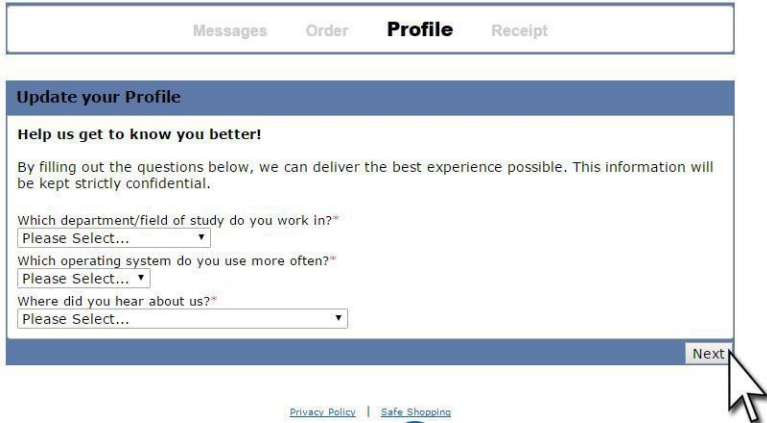 Messages Order Profile Receipt
Update your Profile
Help us get to know you better!
By filling out the questions below, we can deliver the best experience possible. This information will
be kept strictly confidential.
Which department/field of study do you work in?*
Please Select...
Which operating system do you use more often?*
Please Select...
Where did you hear about us?*
Please Select...
Next
Privacy Policy | Safe Shopping